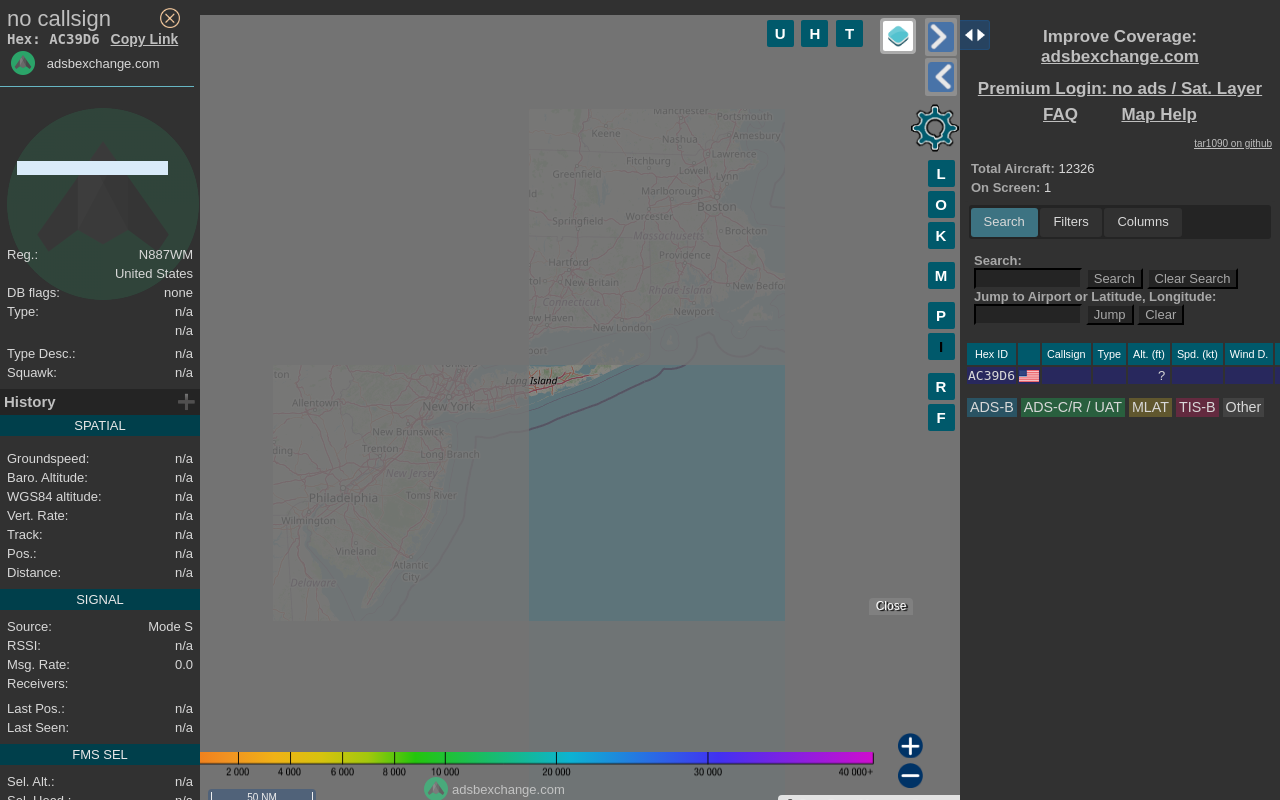 no callsign
Hex: AC39D6 Copy Link
adsbexchange.com
Reg.: N887WM
United States
DB flags: none
Type: n/a
n/a
Type Desc.: n/a
Squawk: n/a
History
SPATIAL
Groundspeed: n/a
Baro. Altitude: n/a
WGS84 altitude: n/a
Vert. Rate: n/a
Track: n/a
Pos.: n/a
Distance: n/a
SIGNAL
Source: Mode S
RSSI: n/a
Msg. Rate: 0.0
Receivers:
Last Pos.: n/a
Last Seen: n/a
FMS SEL
Sel. Alt.: n/a
U H T
L
O
K
M
P
I
R
F
Manchester
Portsmouth
Keene
Nashua
Amesbury
Fitchburg
Lawrence
Greenfield
Lowell
Lynn
Marlborough
Worcester
Boston
Springfield
Massachusetts
Brockton
Providence
Hartford
New Britain
Connecticut
Rhode Island
New Bedfo
ew Haven
New London
Newport
port
Long Island
ton
Allentown
New York
New Brunswick
ding
Trenton
Long Branch
New Jersey
Philadelphia
Toms River
Wilmington
Vineland
Atlantic
City
Delaware
Close
2 000 4 000 6 000 8 000 10 000 20 000 30 000 40 000+
adsbexchange.com
50 NM
Improve Coverage:
adsbexchange.com
Premium Login: no ads / Sat. Layer
FAQ Map Help
tar1090 on github
Total Aircraft: 12326
On Screen: 1
Search Filters Columns
Search:
Search Clear Search
Jump to Airport or Latitude, Longitude:
Jump Clear
Hex ID Callsign Type Alt. (ft) Spd. (kt) Wind D.
AC39D6 ?
ADS-B ADS-C/R / UAT MLAT TIS-B Other